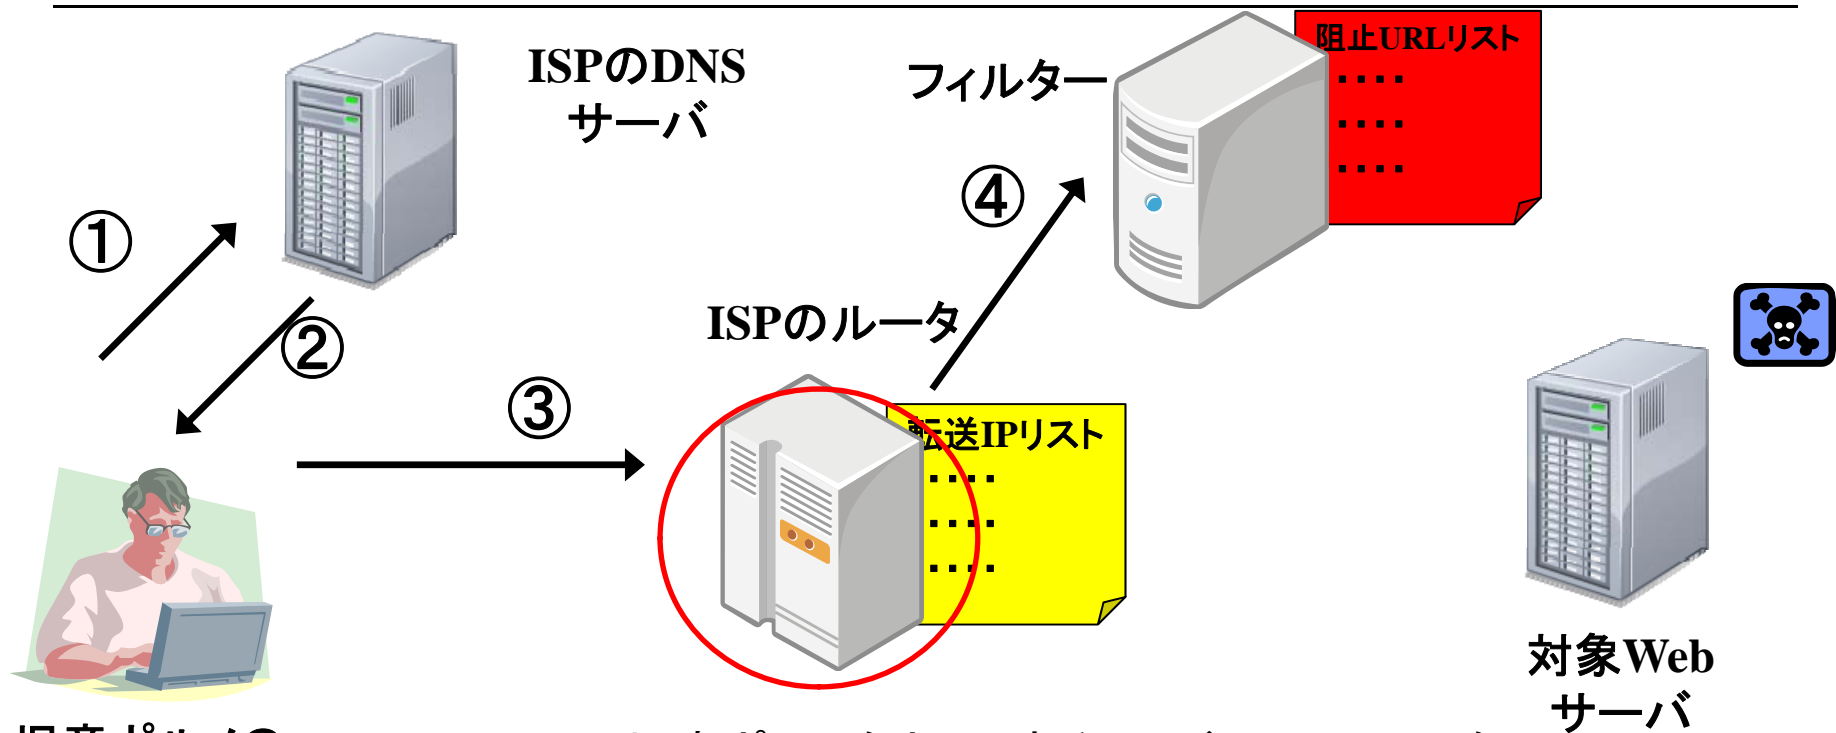 ISPのDNS
サーバ
フィルター
阻止URLリスト
・・・・
・・・・
・・・・
①
④
②
ISPのルータ
③
転送IPリスト
・・・・
・・・・
・・・・
対象Web
サーバ